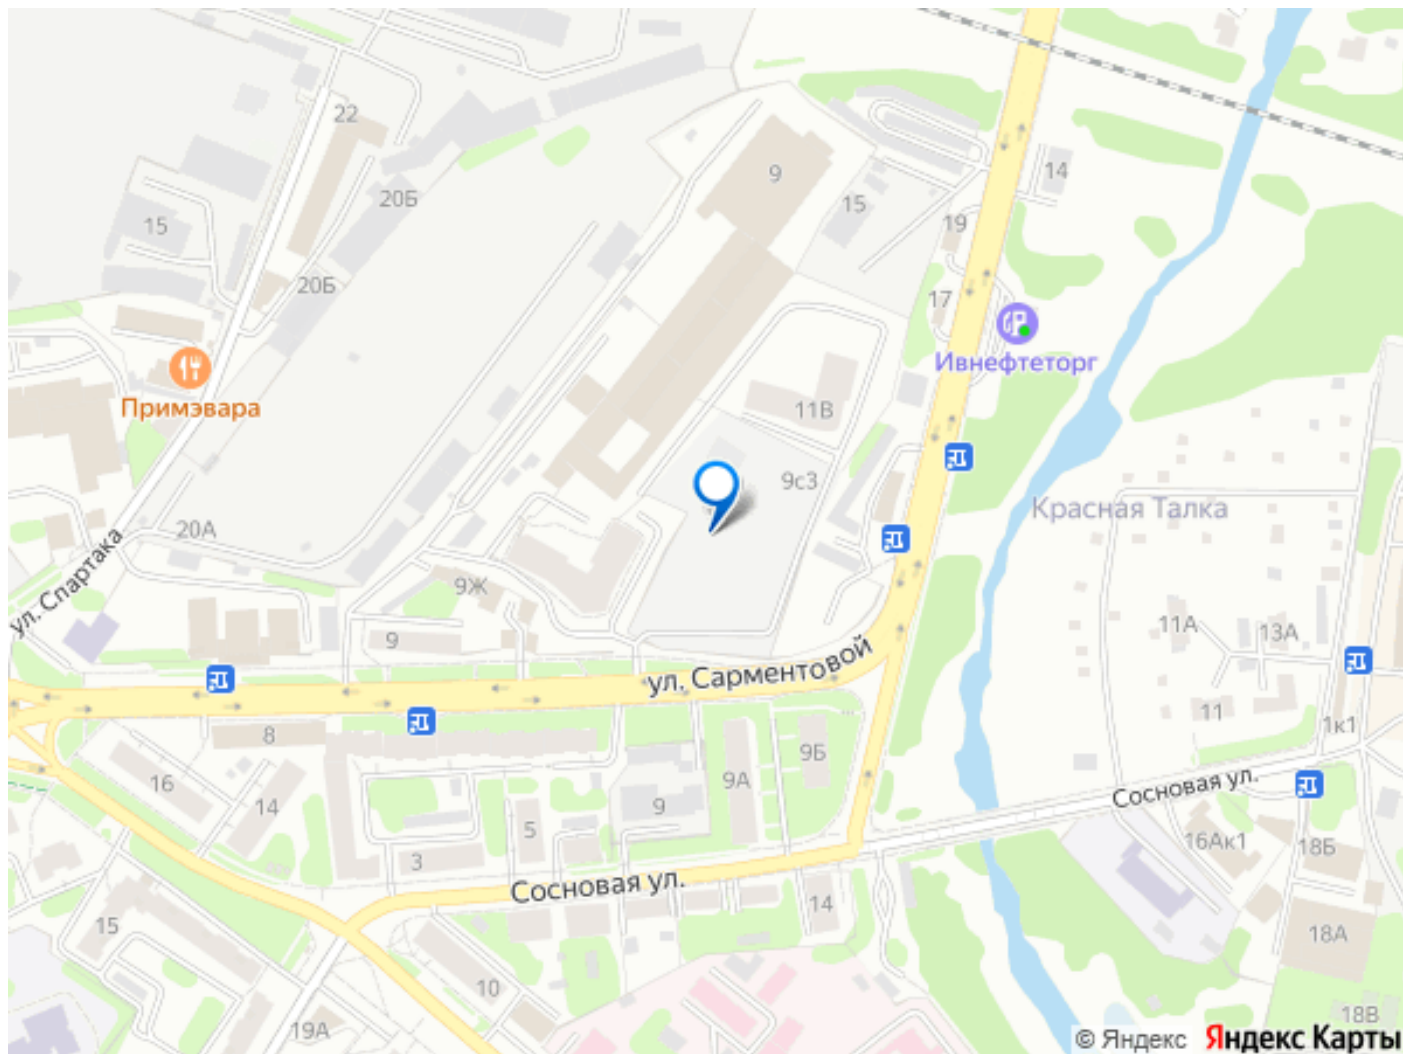 22
14
9
20Б
15
15
19
20Б
17
Ивнефтеторг
Примэвара
11В
9с3
Красная Талка
20А
ул. Спартака
9Ж
11А
13А
9
ул. Сарментовой
11
1к1
8
9Б
16
9А
Сосновая ул.
14
9
5
16Ак1
18Б
3
Сосновая ул.
14
15
18А
10
18В
19А
© Яндекс Яндекс Карты